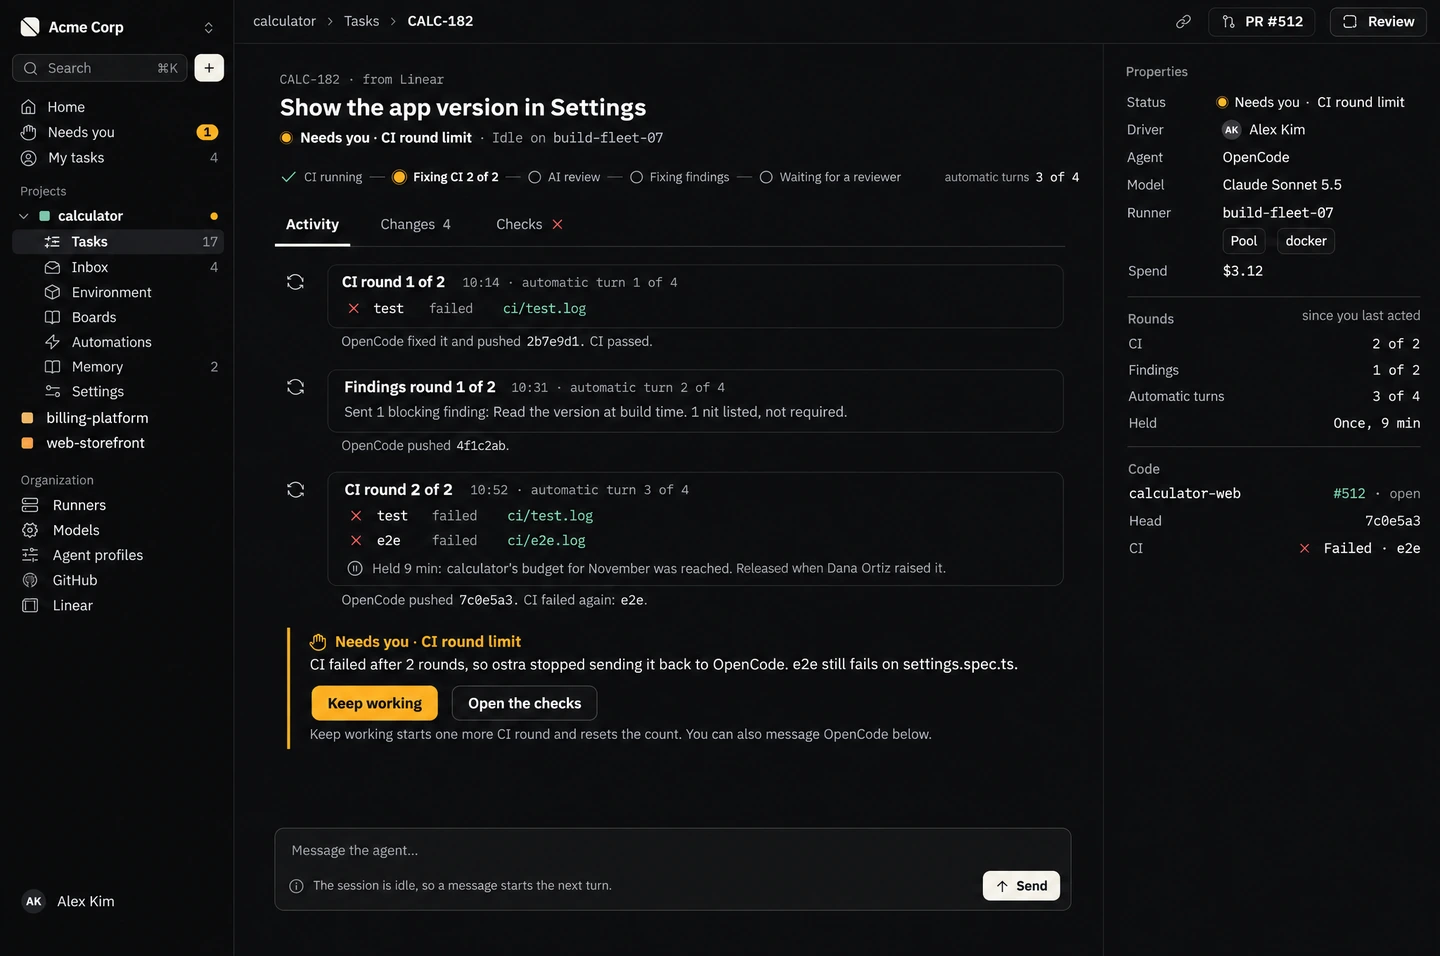 Acme Corp
Search ⌘K +
Home
Needs you 1
My tasks 4
Projects
calculator
Tasks 17
Inbox 4
Environment
Boards
Automations
Memory 2
Settings
billing-platform
web-storefront
Organization
Runners
Models
Agent profiles
GitHub
Linear
AK Alex Kim
calculator > Tasks > CALC-182
PR #512
Review
CALC-182 · from Linear
Show the app version in Settings
Needs you · CI round limit · Idle on build-fleet-07
CI running — Fixing CI 2 of 2 — AI review — Fixing findings — Waiting for a reviewer automatic turns 3 of 4
Activity Changes 4 Checks
CI round 1 of 2 10:14 · automatic turn 1 of 4
test failed ci/test.log
OpenCode fixed it and pushed 2b7e9d1. CI passed.
Findings round 1 of 2 10:31 · automatic turn 2 of 4
Sent 1 blocking finding: Read the version at build time. 1 nit listed, not required.
OpenCode pushed 4f1c2ab.
CI round 2 of 2 10:52 · automatic turn 3 of 4
test failed ci/test.log
e2e failed ci/e2e.log
Held 9 min: calculator's budget for November was reached. Released when Dana Ortiz raised it.
OpenCode pushed 7c0e5a3. CI failed again: e2e.
Needs you · CI round limit
CI failed after 2 rounds, so ostra stopped sending it back to OpenCode. e2e still fails on settings.spec.ts.
Keep working Open the checks
Keep working starts one more CI round and resets the count. You can also message OpenCode below.
Message the agent...
The session is idle, so a message starts the next turn.
Send
Properties
Status Needs you · CI round limit
Driver AK Alex Kim
Agent OpenCode
Model Claude Sonnet 5.5
Runner build-fleet-07
Pool docker
Spend $3.12
Rounds since you last acted
CI 2 of 2
Findings 1 of 2
Automatic turns 3 of 4
Held Once, 9 min
Code
calculator-web #512 · open
Head 7c0e5a3
CI Failed · e2e